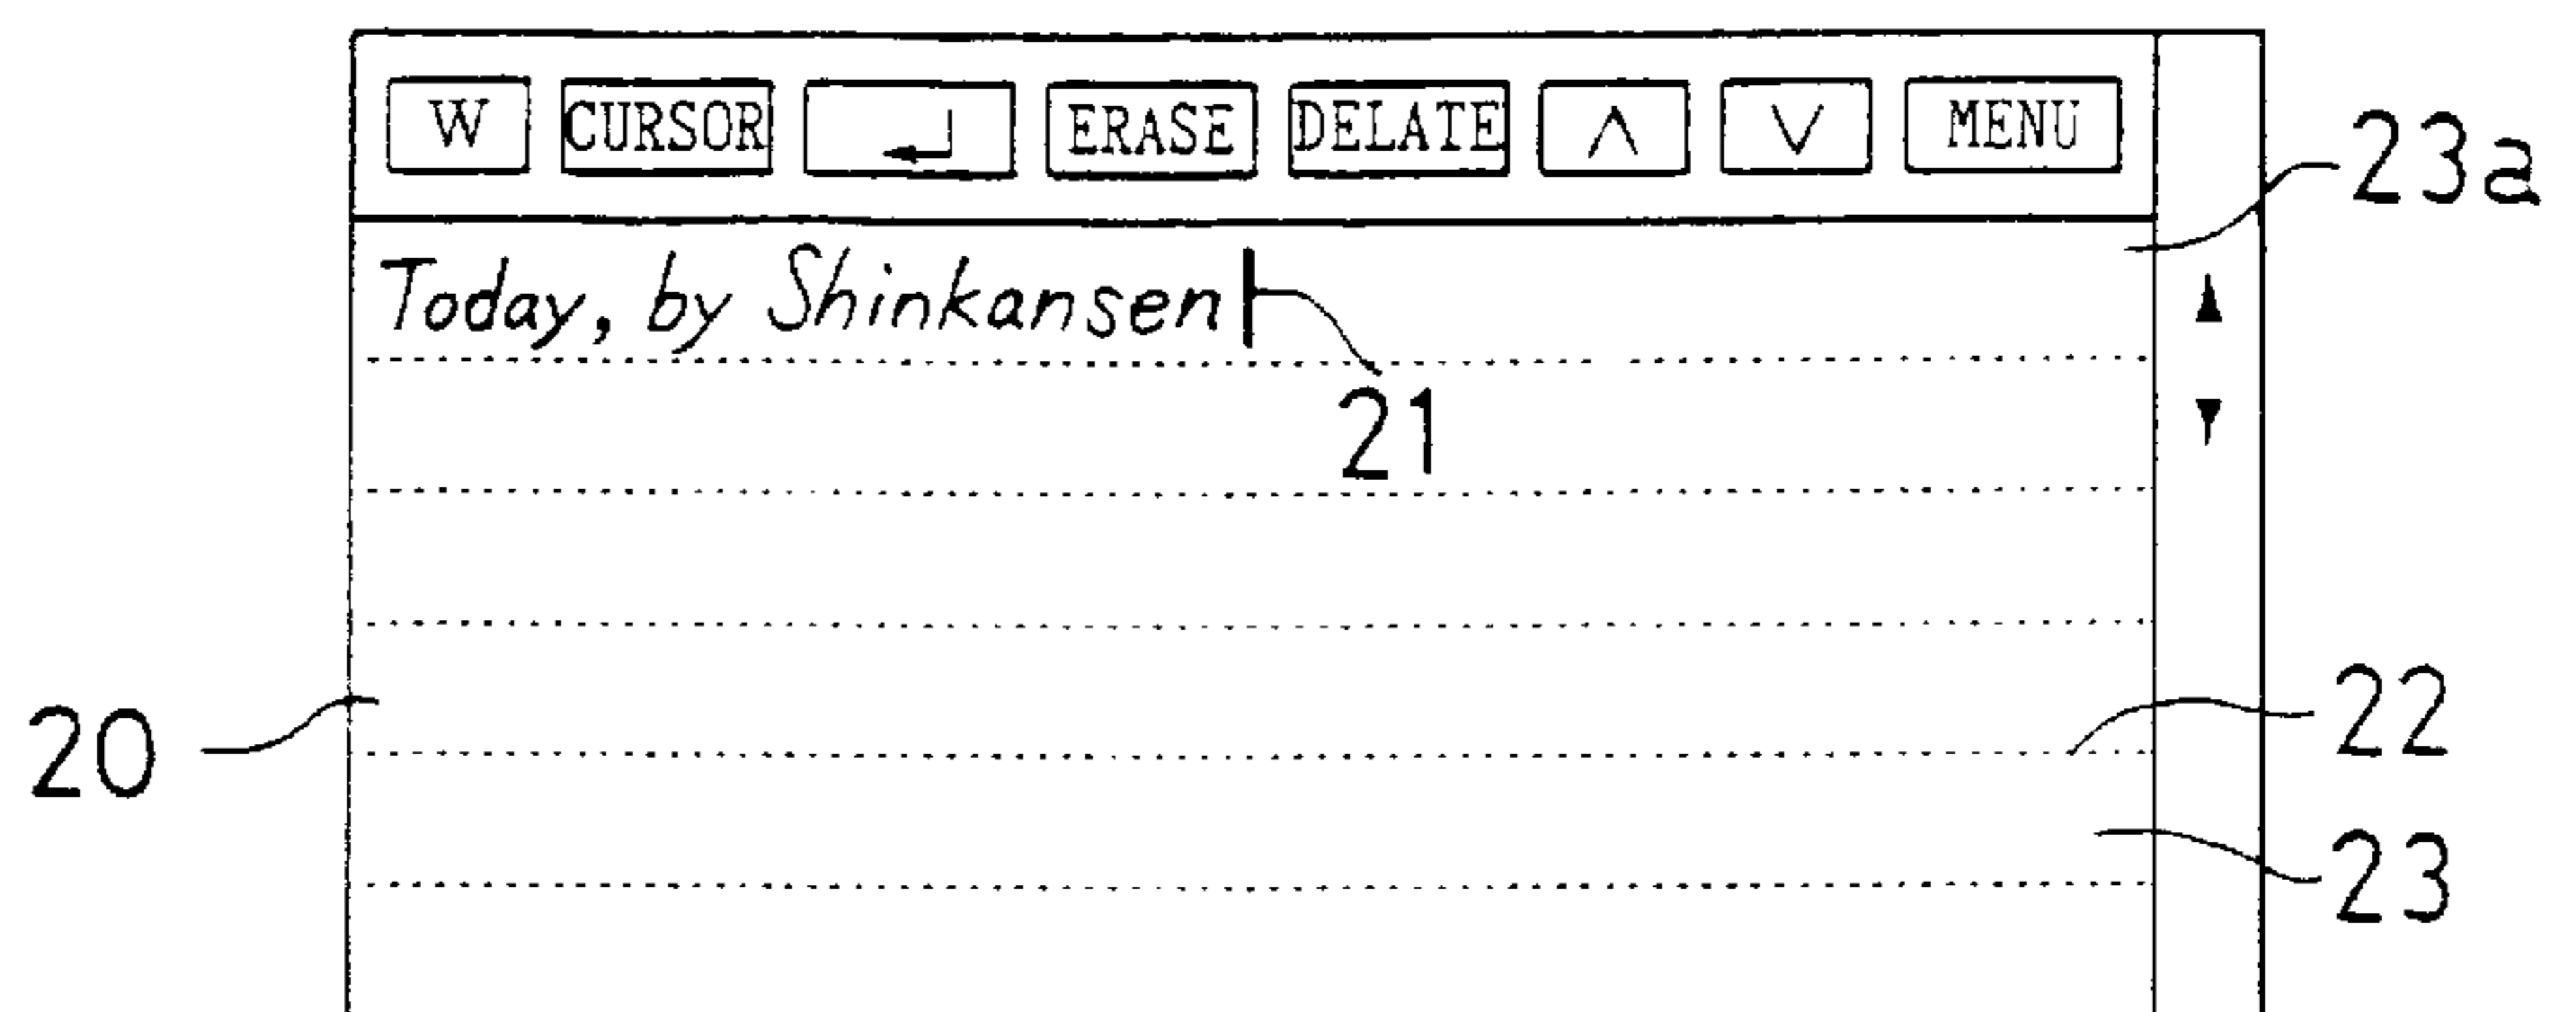 W CURSOR ERASE DELATE ∧ ∨ MENU
23a
Today, by Shinkansen
21
20
22
23